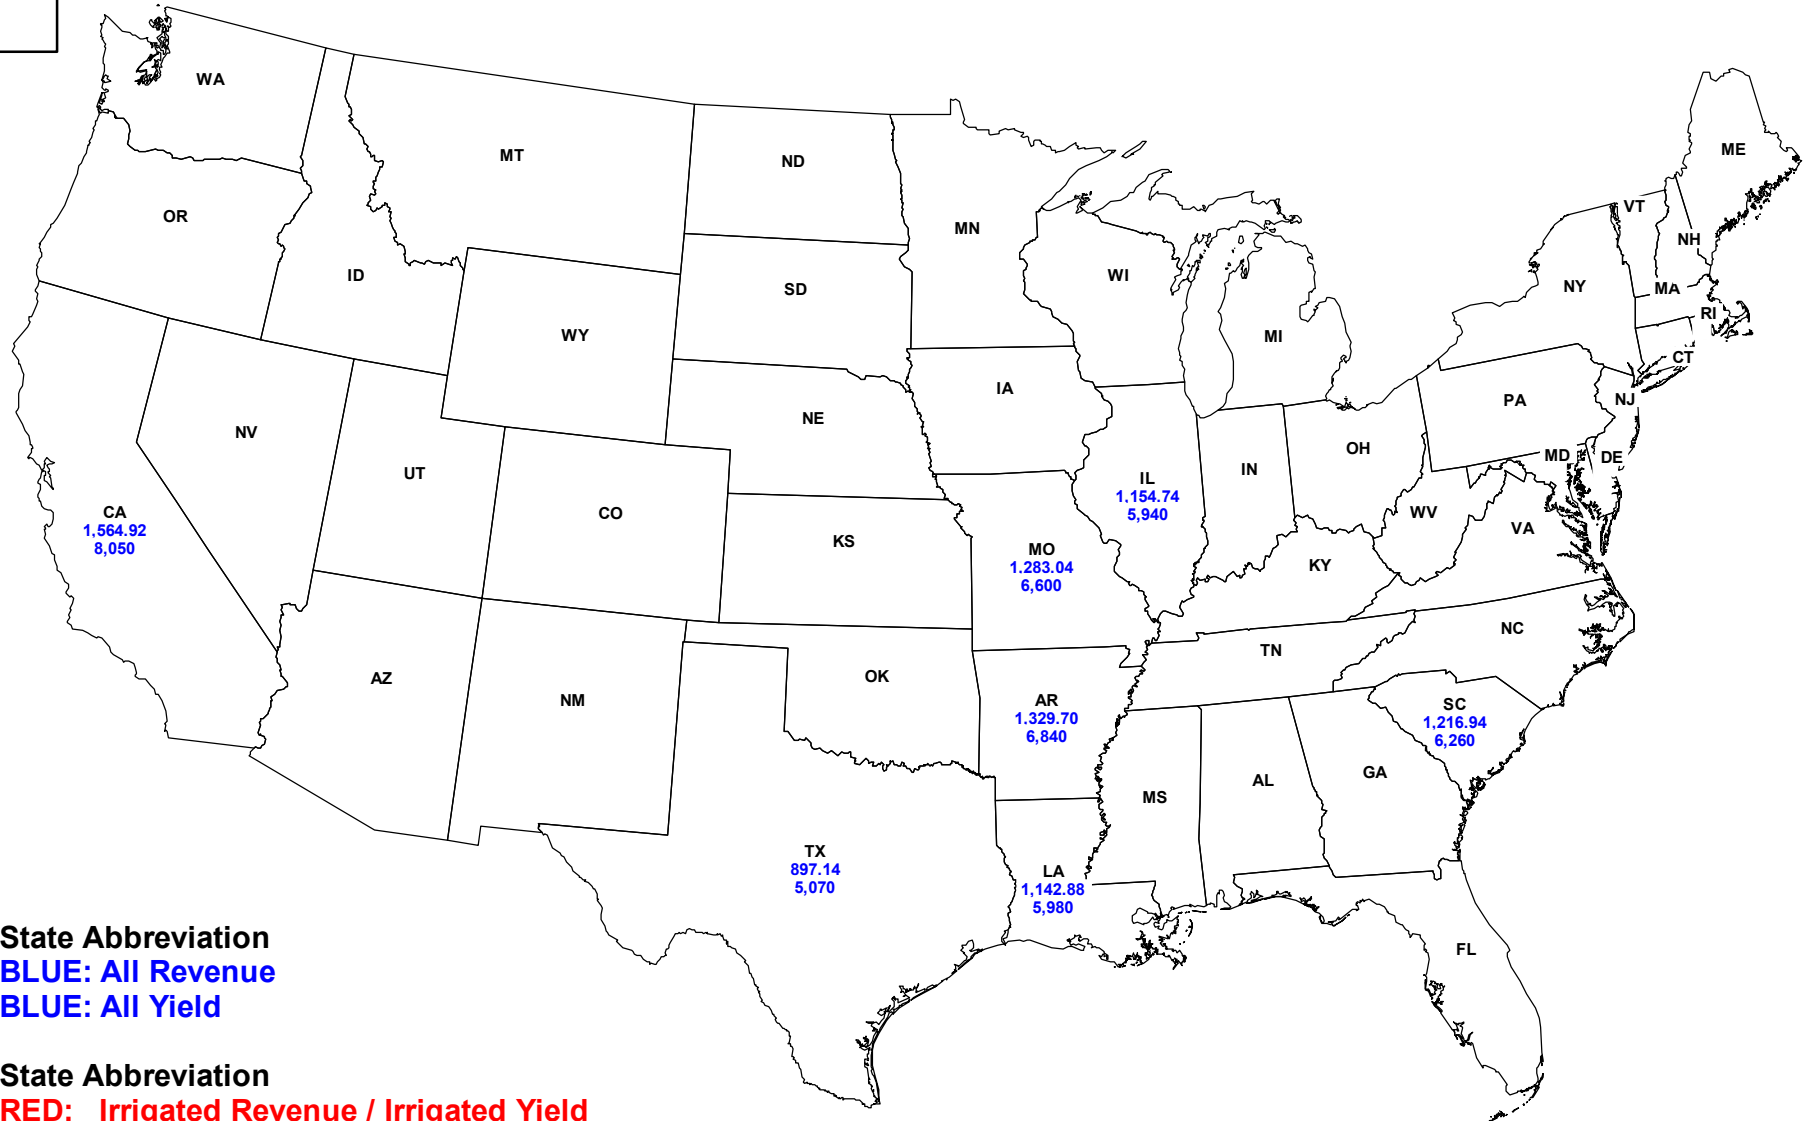 WA
MT
ND
MN
ME
VT
NH
OR
ID
SD
WI
NY
MA
RI
WY
MI
CT
IA
NE
PA
NJ
NV
UT
OH
MD
DE
IN
IL
1,154.74
5,940
CA
1,564.92
8,050
CO
KS
WV
VA
MO
1.283.04
6,600
KY
NC
TN
AZ
NM
OK
AR
1.329.70
6,840
SC
1,216.94
6,260
MS
AL
GA
TX
897.14
5,070
LA
1,142.88
5,980
FL
State Abbreviation
BLUE: All Revenue
BLUE: All Yield
State Abbreviation
RED: Irrigated Revenue / Irrigated Yield